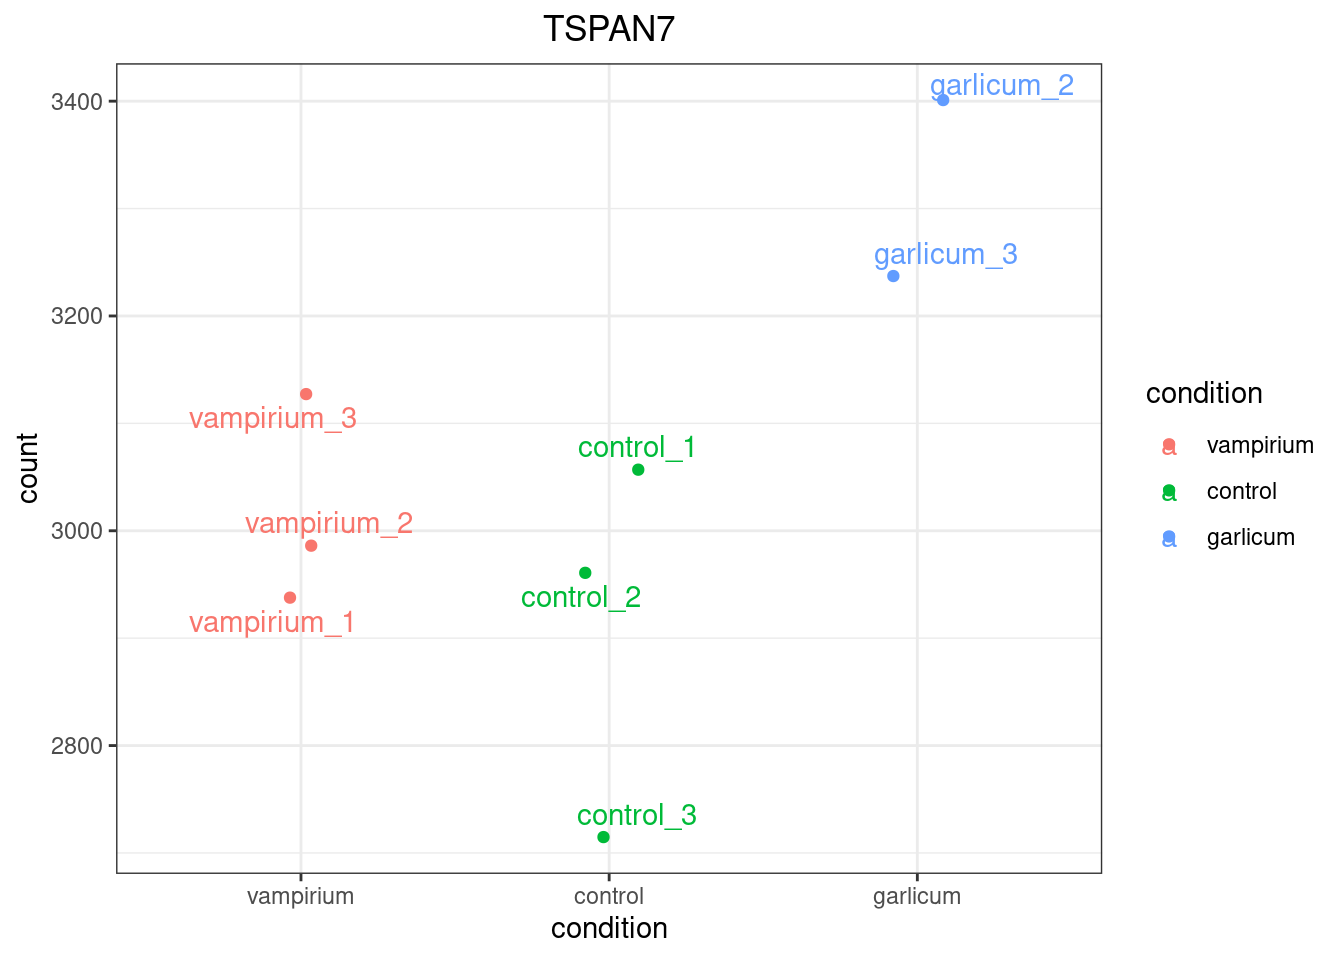 TSPAN7
3400
3200
3000
2800
count
garlicum_2
garlicum_3
vampirium_3
control_1
vampirium_2
control_2
vampirium_1
control_3
vampirium
control
garlicum
condition
condition
a vampirium
a control
a garlicum